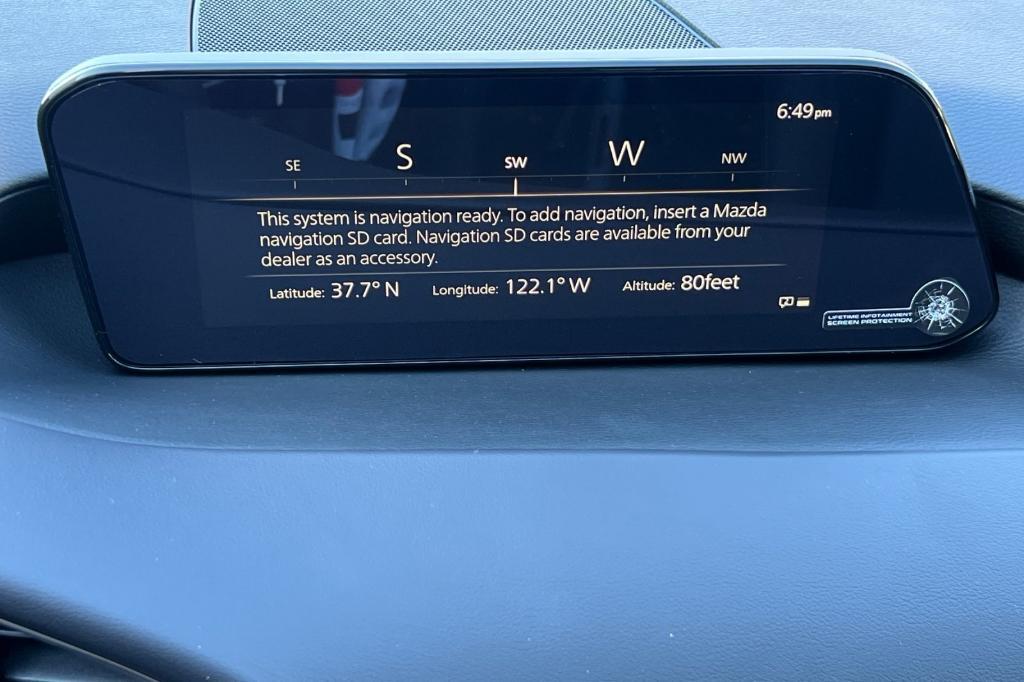 6:49pm
SE S SW W NW
This system is navigation ready. To add navigation, insert a Mazda
navigation SD card. Navigation SD cards are available from your
dealer as an accessory.
Latitude: 37.7° N Longitude: 122.1° W Altitude: 80feet
LIFETIME INFOTAINMENT
SCREEN PROTECTION